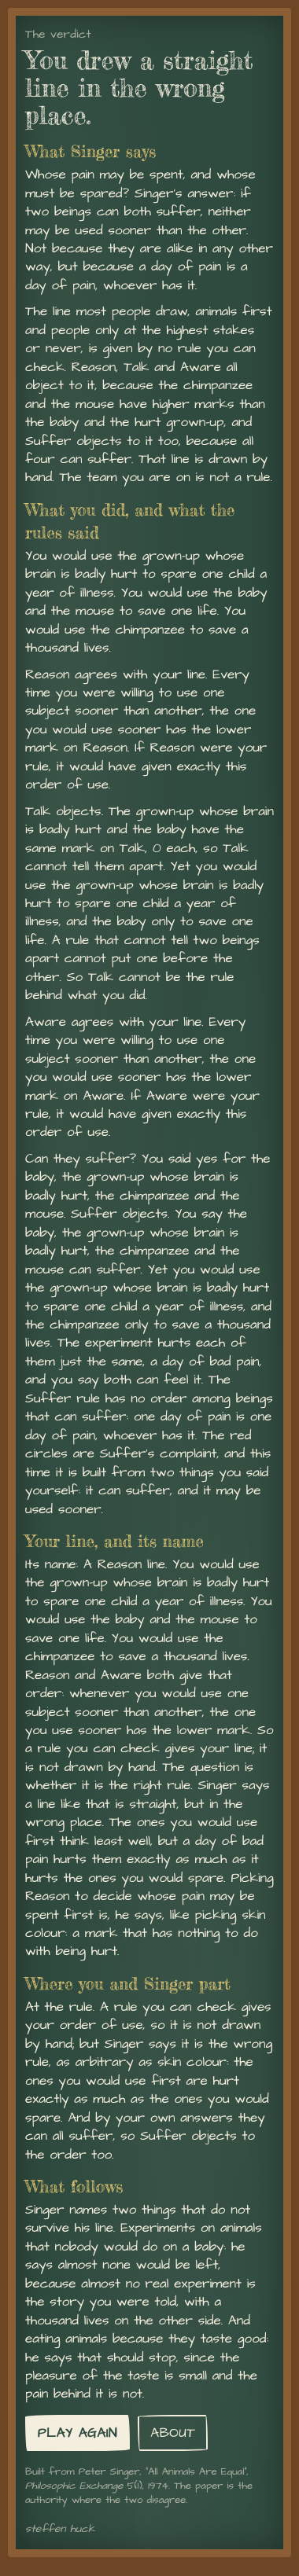 The verdict
You drew a straight
line in the wrong
place.
What Singer says
Whose pain may be spent, and whose
must be spared? Singer's answer: if
two beings can both suffer, neither
may be used sooner than the other.
Not because they are alike in any other
way, but because a day of pain is a
day of pain, whoever has it.
The line most people draw, animals first
and people only at the highest stakes
or never, is given by no rule you can
check. Reason, Talk and Aware all
object to it, because the chimpanzee
and the mouse have higher marks than
the baby and the hurt grown-up, and
Suffer objects to it too, because all
four can suffer. That line is drawn by
hand. The team you are on is not a rule.
What you did, and what the
rules said
You would use the grown-up whose
brain is badly hurt to spare one child a
year of illness. You would use the baby
and the mouse to save one life. You
would use the chimpanzee to save a
thousand lives.
Reason agrees with your line. Every
time you were willing to use one
subject sooner than another, the one
you would use sooner has the lower
mark on Reason. If Reason were your
rule, it would have given exactly this
order of use.
Talk objects. The grown-up whose brain
is badly hurt and the baby have the
same mark on Talk, 0 each, so Talk
cannot tell them apart. Yet you would
use the grown-up whose brain is badly
hurt to spare one child a year of
illness, and the baby only to save one
life. A rule that cannot tell two beings
apart cannot put one before the
other. So Talk cannot be the rule
behind what you did.
Aware agrees with your line. Every
time you were willing to use one
subject sooner than another, the one
you would use sooner has the lower
mark on Aware. If Aware were your
rule, it would have given exactly this
order of use.
Can they suffer? You said yes for the
baby, the grown-up whose brain is
badly hurt, the chimpanzee and the
mouse. Suffer objects. You say the
baby, the grown-up whose brain is
badly hurt, the chimpanzee and the
mouse can suffer. Yet you would use
the grown-up whose brain is badly hurt
to spare one child a year of illness, and
the chimpanzee only to save a thousand
lives. The experiment hurts each of
them just the same, a day of bad pain,
and you say both can feel it. The
Suffer rule has no order among beings
that can suffer: one day of pain is one
day of pain, whoever has it. The red
circles are Suffer's complaint, and this
time it is built from two things you said
yourself: it can suffer, and it may be
used sooner.
Your line, and its name
Its name: A Reason line. You would use
the grown-up whose brain is badly hurt
to spare one child a year of illness. You
would use the baby and the mouse to
save one life. You would use the
chimpanzee to save a thousand lives.
Reason and Aware both give that
order: whenever you would use one
subject sooner than another, the one
you use sooner has the lower mark. So
a rule you can check gives your line; it
is not drawn by hand. The question is
whether it is the right rule. Singer says
a line like that is straight, but in the
wrong place. The ones you would use
first think least well, but a day of bad
pain hurts them exactly as much as it
hurts the ones you would spare. Picking
Reason to decide whose pain may be
spent first is, he says, like picking skin
colour: a mark that has nothing to do
with being hurt.
Where you and Singer part
At the rule. A rule you can check gives
your order of use, so it is not drawn
by hand; but Singer says it is the wrong
rule, as arbitrary as skin colour: the
ones you would use first are hurt
exactly as much as the ones you would
spare. And by your own answers they
can all suffer, so Suffer objects to
the order too.
What follows
Singer names two things that do not
survive his line. Experiments on animals
that nobody would do on a baby: he
says almost none would be left,
because almost no real experiment is
the story you were told, with a
thousand lives on the other side. And
eating animals because they taste good:
he says that should stop, since the
pleasure of the taste is small and the
pain behind it is not.
PLAY AGAIN ABOUT
Built from Peter Singer, "All Animals Are Equal",
Philosophic Exchange 5(1), 1974. The paper is the
authority where the two disagree.
steffen huck